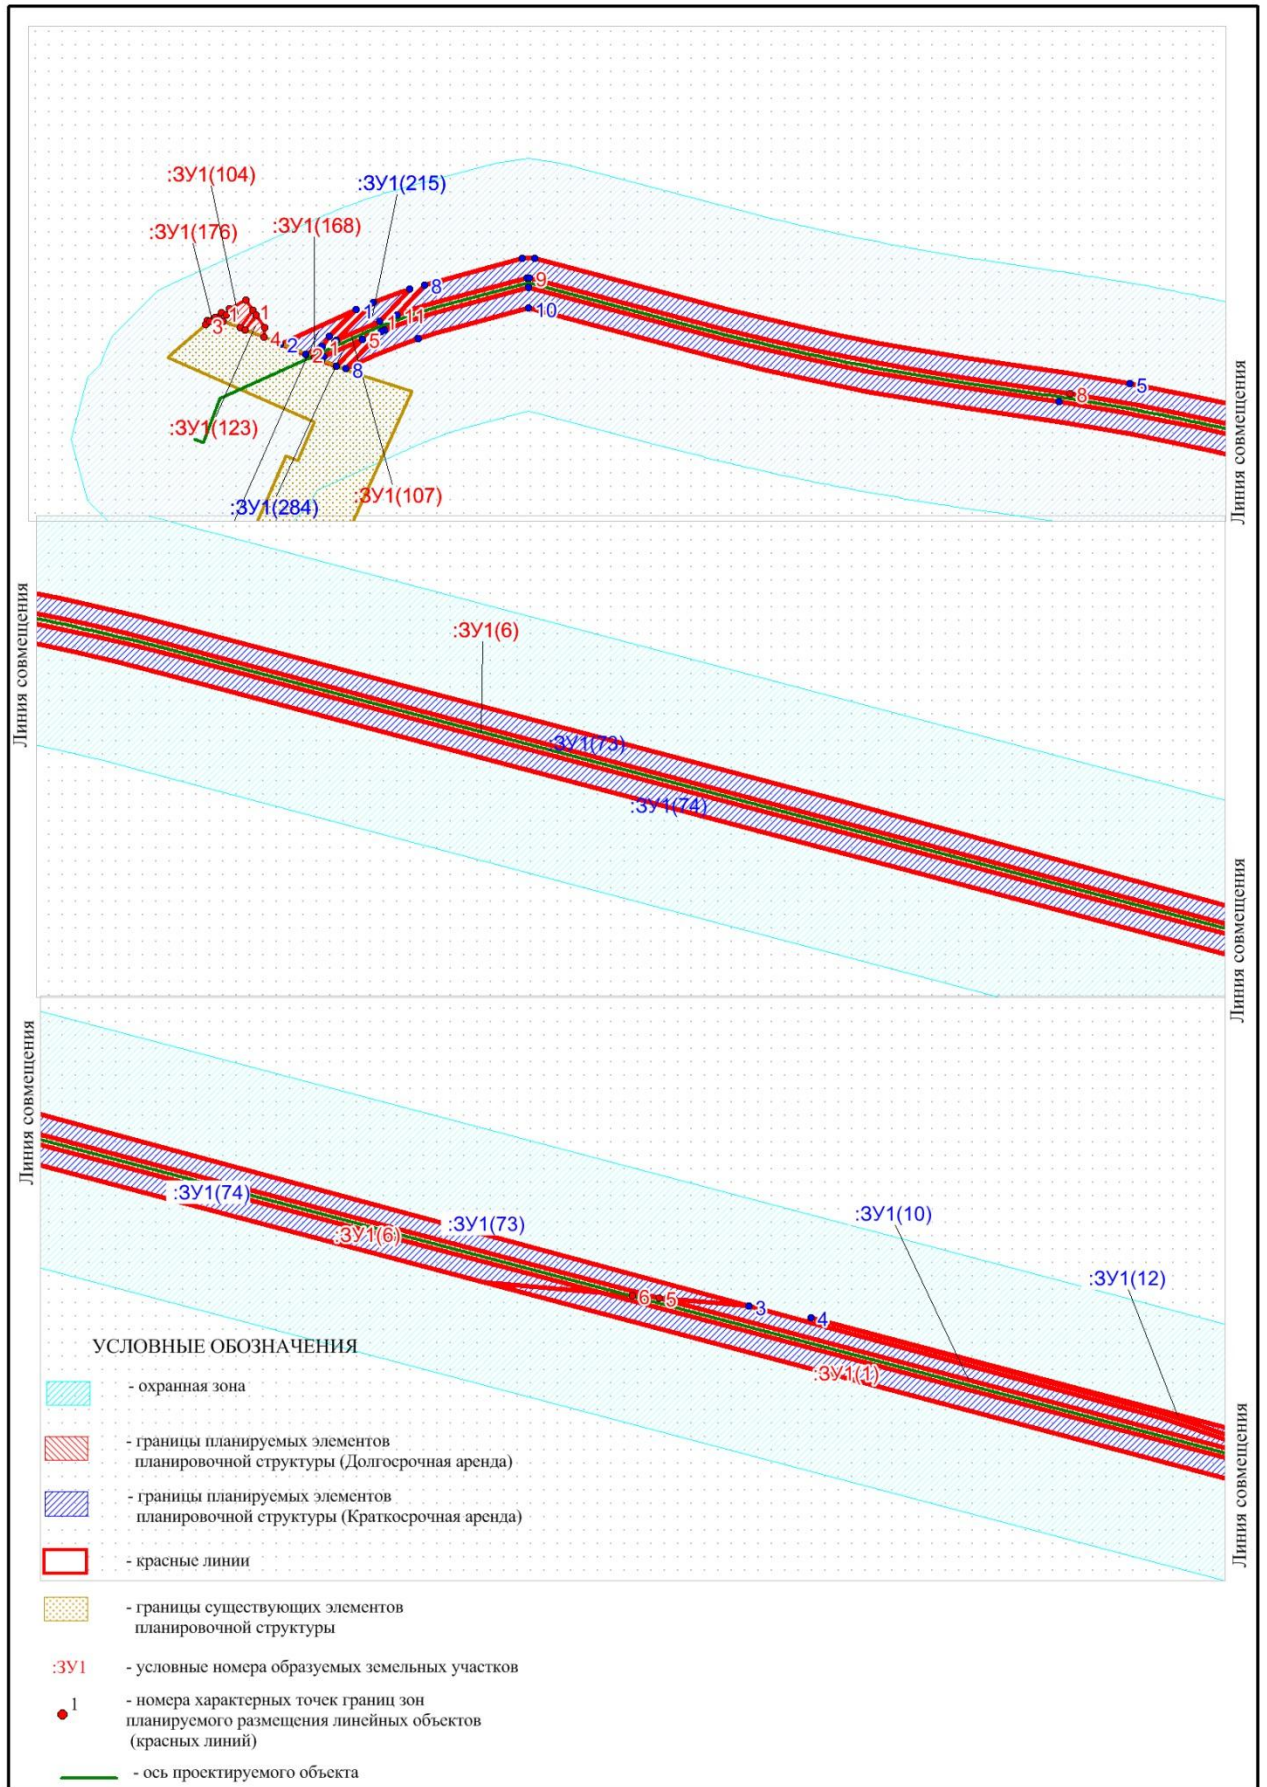 :ЗУ1(104)
:ЗУ1(215)
:ЗУ1(176)
:ЗУ1(168)
8
9
1
1
1
11
10
3
1
4
2
2
1
5
8
5
8
:ЗУ1(123)
:ЗУ1(284)
:ЗУ1(107)
Линия совмещения
Линия совмещения
:ЗУ1(6)
:ЗУ1(73)
:ЗУ1(74)
Линия совмещения
Линия совмещения
:ЗУ1(74)
:ЗУ1(73)
:ЗУ1(6)
:ЗУ1(10)
:ЗУ1(12)
6
5
3
4
:ЗУ1(1)
Линия совмещения
УСЛОВНЫЕ ОБОЗНАЧЕНИЯ
- охранная зона
- границы планируемых элементов
планировочной структуры (Долгосрочная аренда)
- границы планируемых элементов
планировочной структуры (Краткосрочная аренда)
- красные линии
- границы существующих элементов
планировочной структуры
:ЗУ1 - условные номера образуемых земельных участков
1 - номера характерных точек границ зон
планируемого размещения линейных объектов
(красных линий)
- ось проектируемого объекта